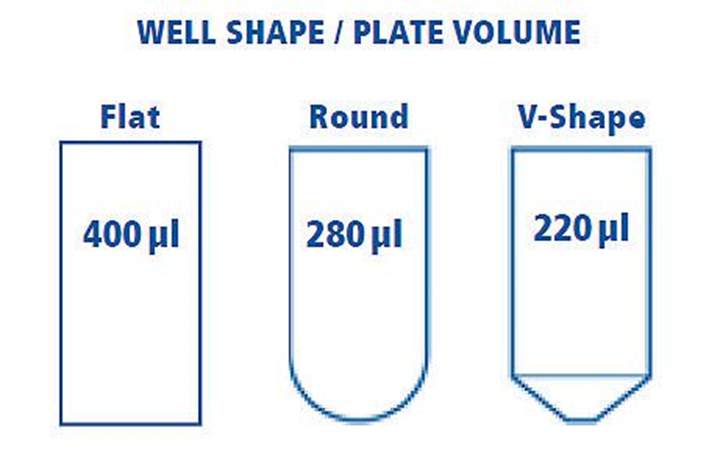 WELL SHAPE / PLATE VOLUME
Flat Round V-Shape
400 µl 280 µl 220 µl